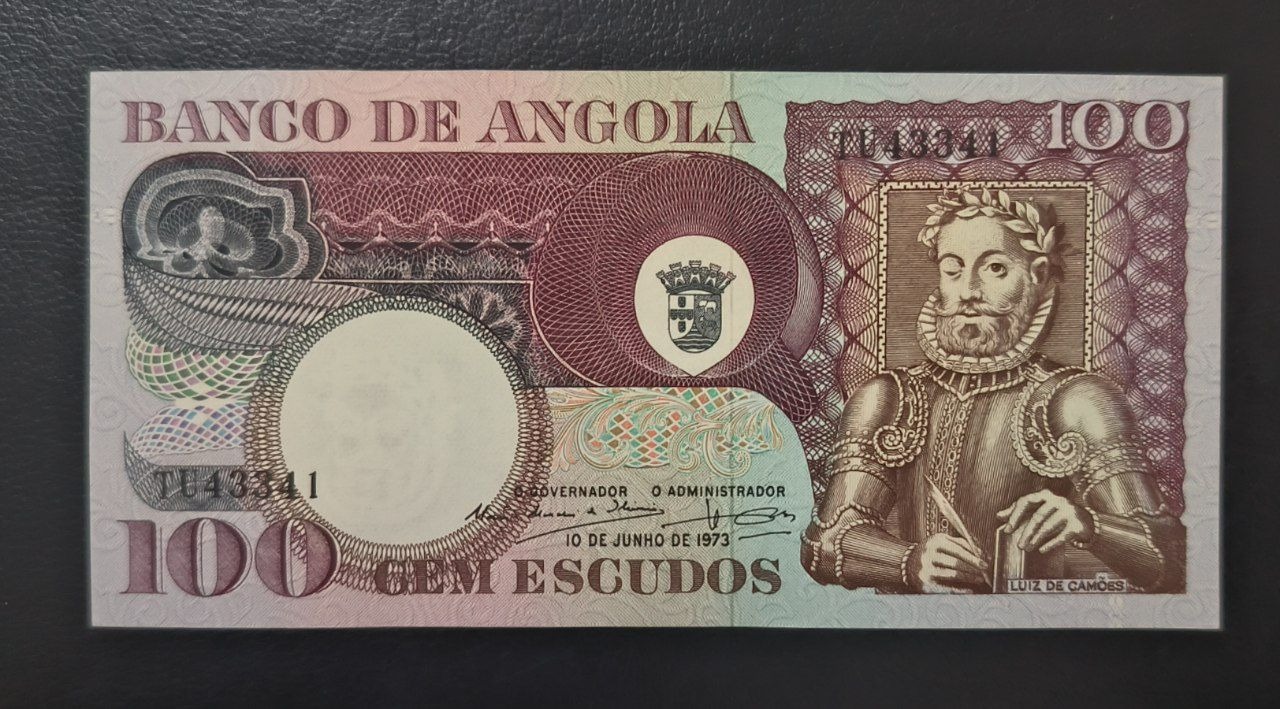 BANCO DE ANGOLA
100
TU43341
TU43341
O GOVERNADOR O ADMINISTRADOR
10 DE JUNHO DE 1973
100
CEM ESCUDOS
LUIZ DE CAMÕES